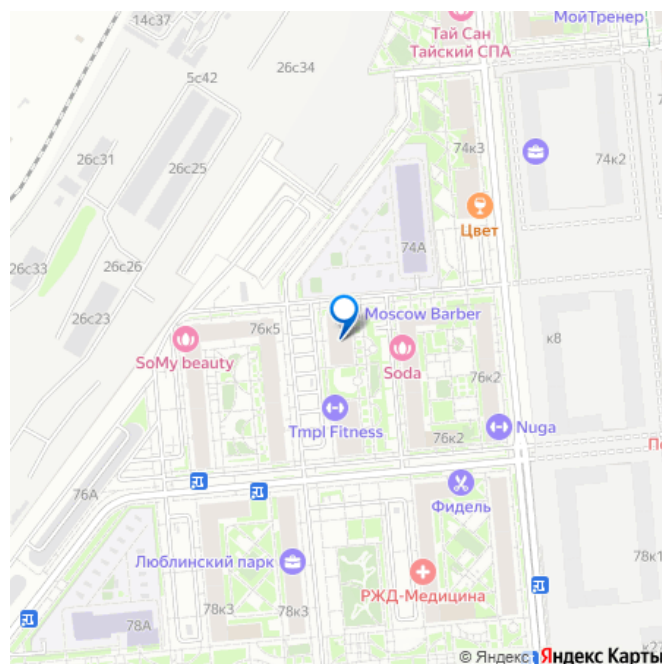 14с37
Тай Сан
Тайский СПА
МойТренер
5с42
26с34
26с31
26с25
74к3
74к2
Цвет
74А
26с33
26с26
26с23
76к5
Moscow Barber
SoMy beauty
Soda
к8
76к2
Tmpl Fitness
76к2
Nuga
76А
Фидель
Люблинский парк
РЖД-Медицина
78к1
78А
78к3
78к3
© Яндекс Яндекс Карты